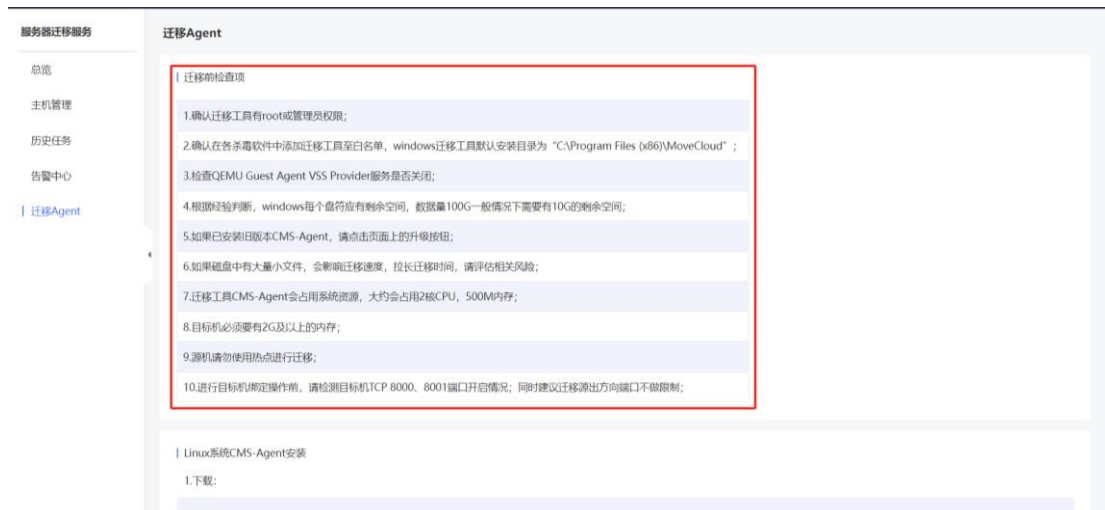 服务器迁移服务
迁移Agent
总览
主机管理
历史任务
告警中心
迁移Agent
迁移前检查项
1.确认迁移工具有root或管理员权限;
2.确认在各杀毒软件中添加迁移工具至白名单，windows迁移工具默认安装目录为“C:\Program Files (x86)\MoveCloud”;
3.检查QEMU Guest Agent VSS Provider服务是否关闭;
4.根据经验判断，windows每个盘符应有剩余空间，数据量100G一般情况下需要有10G的剩余空间;
5.如果已安装旧版本CMS-Agent，请点击页面上的升级按钮;
6.如果磁盘中有大量小文件，会影响迁移速度，拉长迁移时间，请评估相关风险;
7.迁移工具CMS-Agent会占用系统资源，大约会占用2核CPU，500M内存;
8.目标机必须要有2G及以上的内存;
9.源机请勿使用热点进行迁移;
10.进行目标机绑定操作前，请检测目标机TCP 8000、8001端口开启情况；同时建议迁移源出方向端口不做限制;
Linux系统CMS-Agent安装
1.下载: